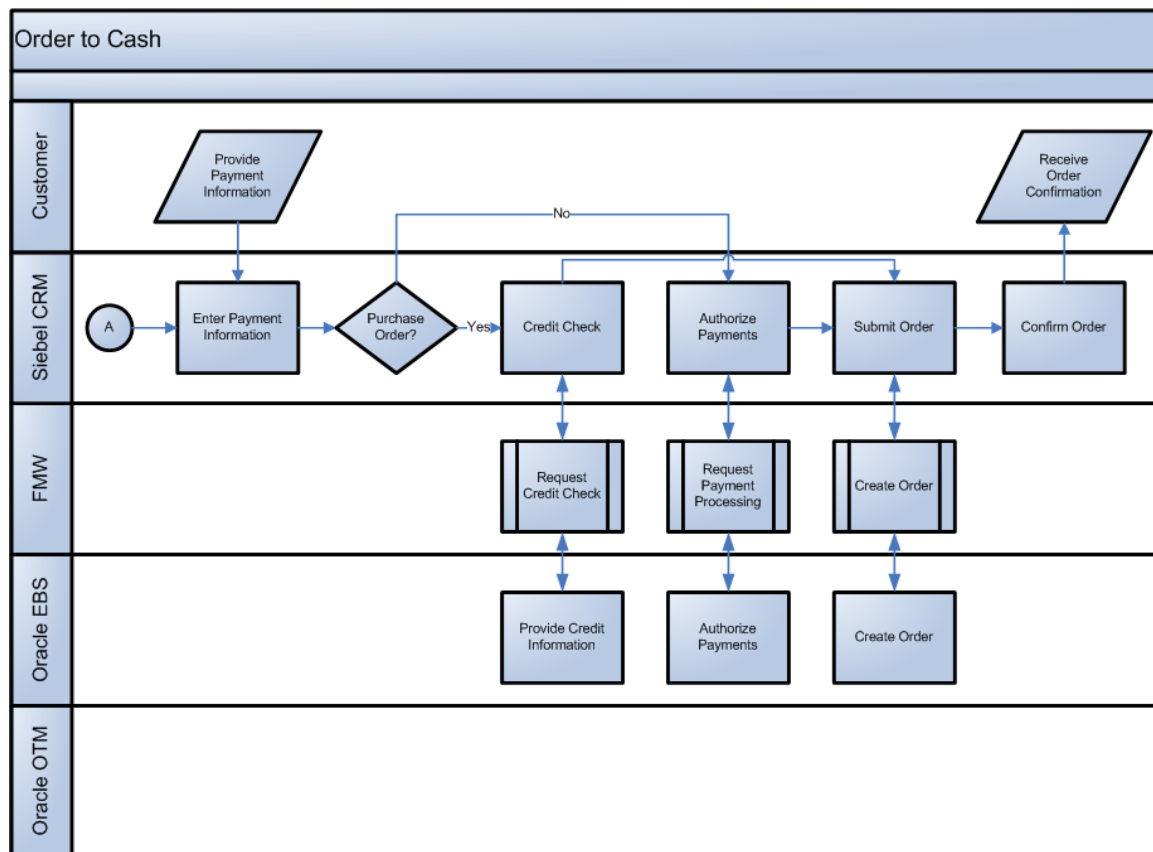 Order to Cash
Customer
Provide
Payment
Information
Receive
Order
Confirmation
No
Siebel CRM
A
Enter Payment
Information
Purchase
Order?
Yes
Credit Check
Authorize
Payments
Submit Order
Confirm Order
FMW
Request
Credit Check
Request
Payment
Processing
Create Order
Oracle EBS
Provide Credit
Information
Authorize
Payments
Create Order
Oracle OTM